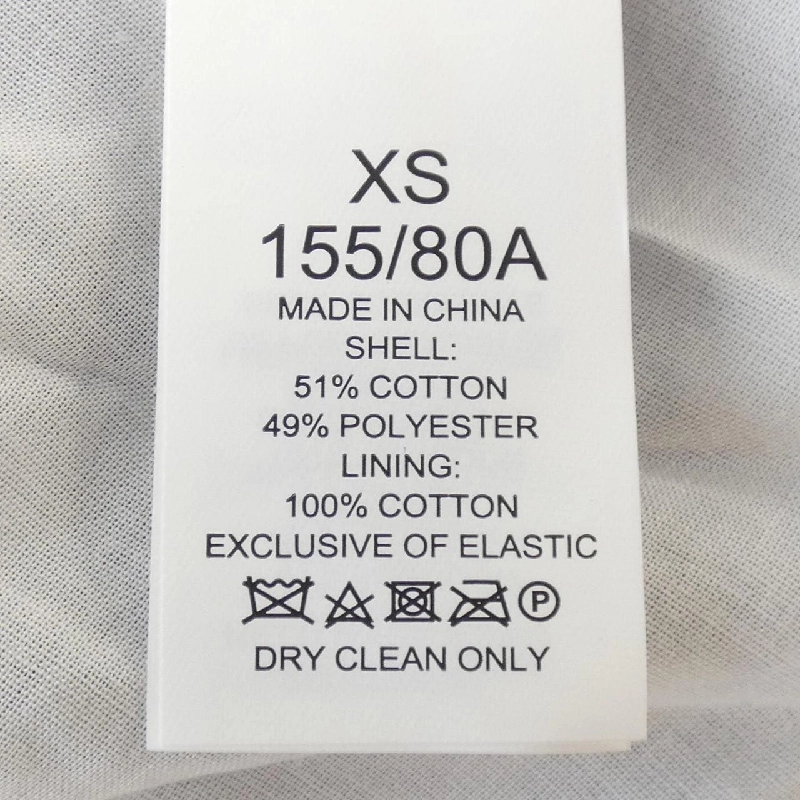 XS
155/80A
MADE IN CHINA
SHELL:
51% COTTON
49% POLYESTER
LINING:
100% COTTON
EXCLUSIVE OF ELASTIC
P
DRY CLEAN ONLY